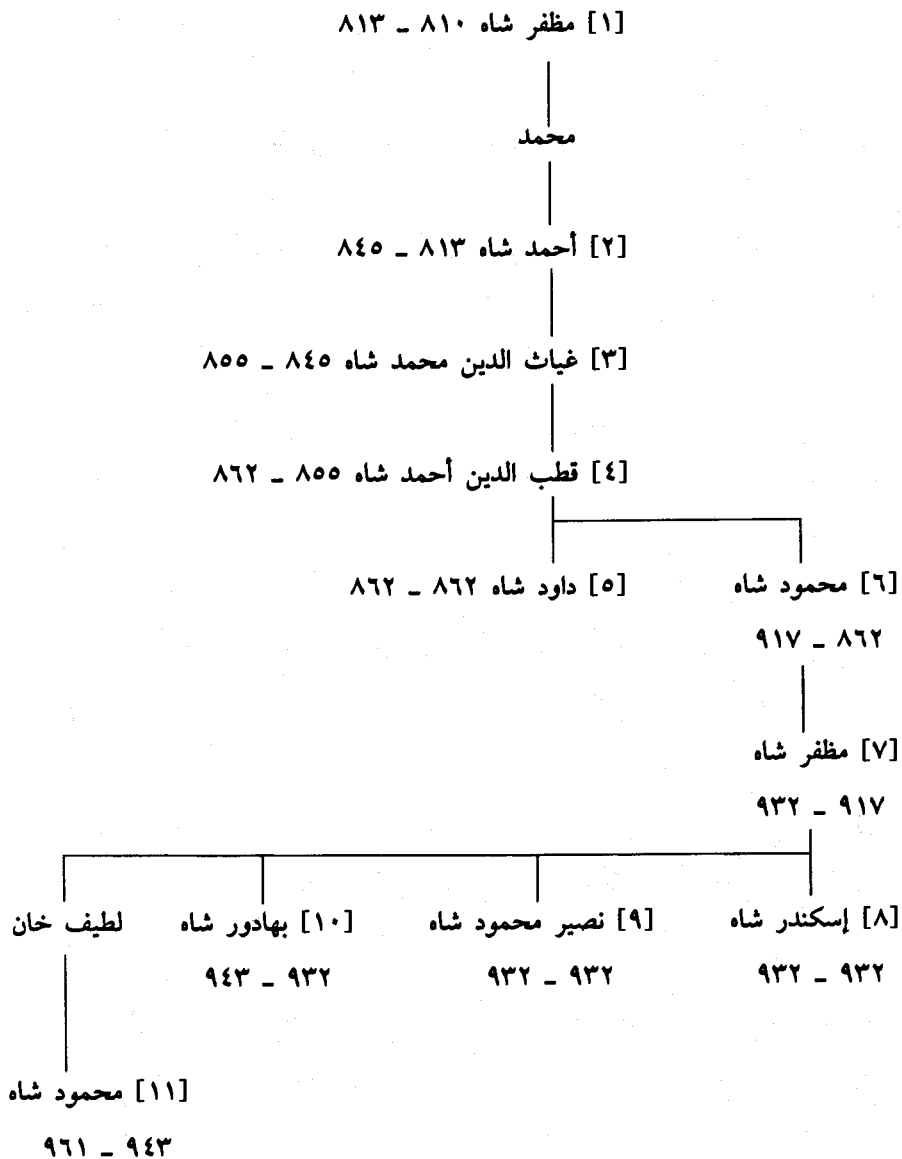 [١] مظفر شاه ٨١٠ ـ ٨١٣
محمد
[٢] أحمد شاه ٨١٣ ـ ٨٤٥
[٣] غياث الدين محمد شاه ٨٤٥ ـ ٨٥٥
[٤] قطب الدين أحمد شاه ٨٥٥ ـ ٨٦٢
[٦] محمود شاه [٥] داود شاه ٨٦٢ ـ ٨٦٢
٨٦٢ ـ ٩١٧
[٧] مظفر شاه
٩١٧ ـ ٩٣٢
[٨] إسكندر شاه [٩] نصير محمود شاه [١٠] بهادور شاه لطيف خان
٩٣٢ ـ ٩٣٢ ٩٣٢ ـ ٩٣٢ ٩٣٢ ـ ٩٤٣
[١١] محمود شاه
٩٤٣ ـ ٩٦١